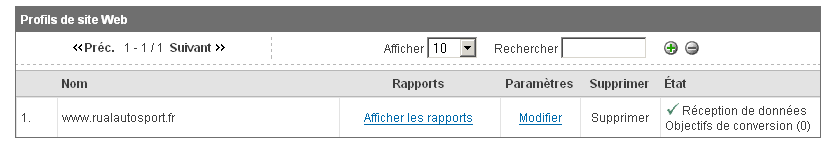 Profils de site Web
«Préc. 1 - 1 / 1 Suivant »
Afficher 10 Rechercher
Nom Rapports Paramètres Supprimer État
1. www.rualautosport.fr Afficher les rapports Modifier Supprimer ✓ Réception de données
Objectifs de conversion (0)